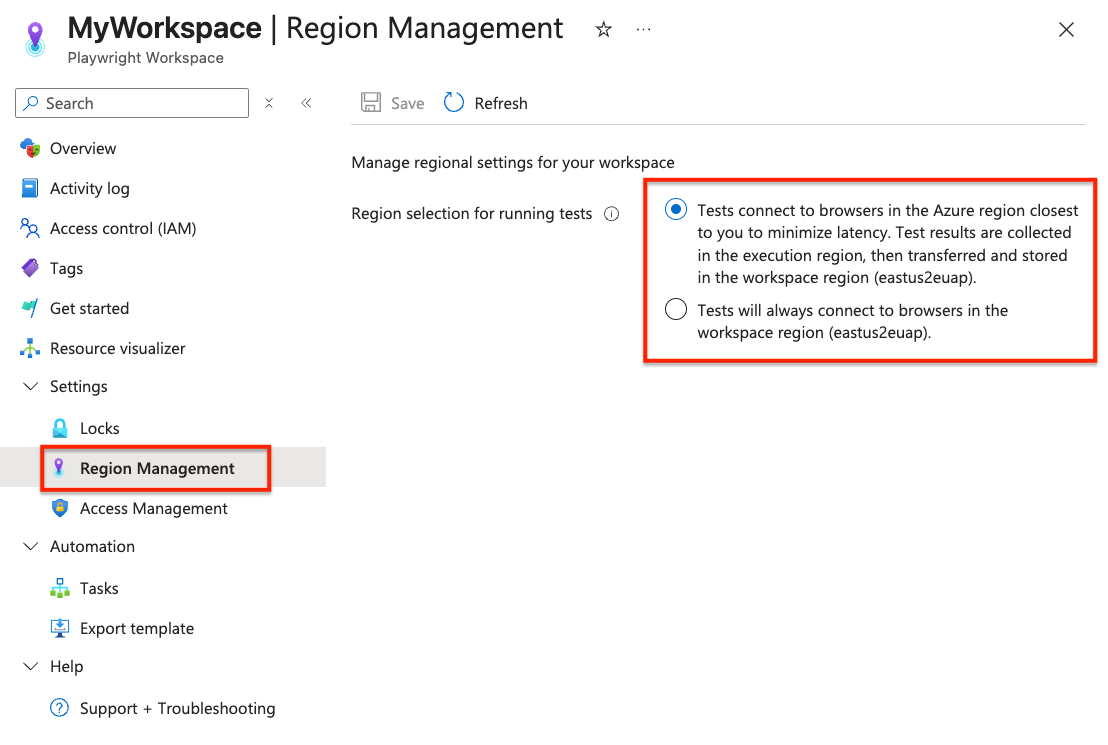 MyWorkspace | Region Management
Playwright Workspace
Search
Save
Refresh
Overview
Activity log
Access control (IAM)
Tags
Get started
Resource visualizer
Settings
Locks
Region Management
Access Management
Automation
Tasks
Export template
Help
Support + Troubleshooting
Manage regional settings for your workspace
Region selection for running tests
Tests connect to browsers in the Azure region closest
to you to minimize latency. Test results are collected
in the execution region, then transferred and stored
in the workspace region (eastus2euap).
Tests will always connect to browsers in the
workspace region (eastus2euap).